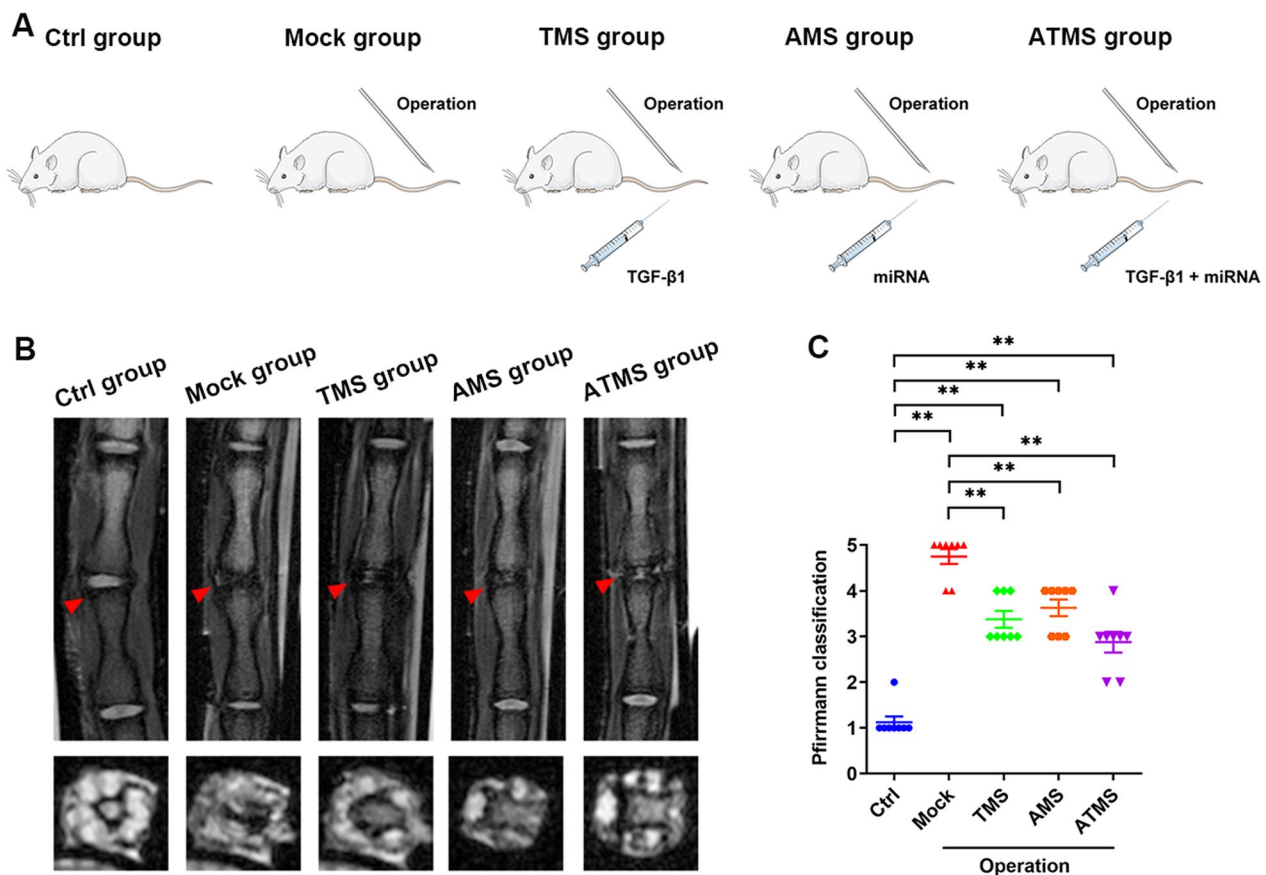 A
Ctrl group Mock group TMS group AMS group ATMS group
Operation Operation Operation Operation
TGF-β1 miRNA TGF-β1 + miRNA
B
Ctrl group Mock group TMS group AMS group ATMS group
C
**
**
**
**
**
**
**
Pfirrmann classification
5
4
3
2
1
0
Ctrl Mock TMS AMS ATMS
Operation